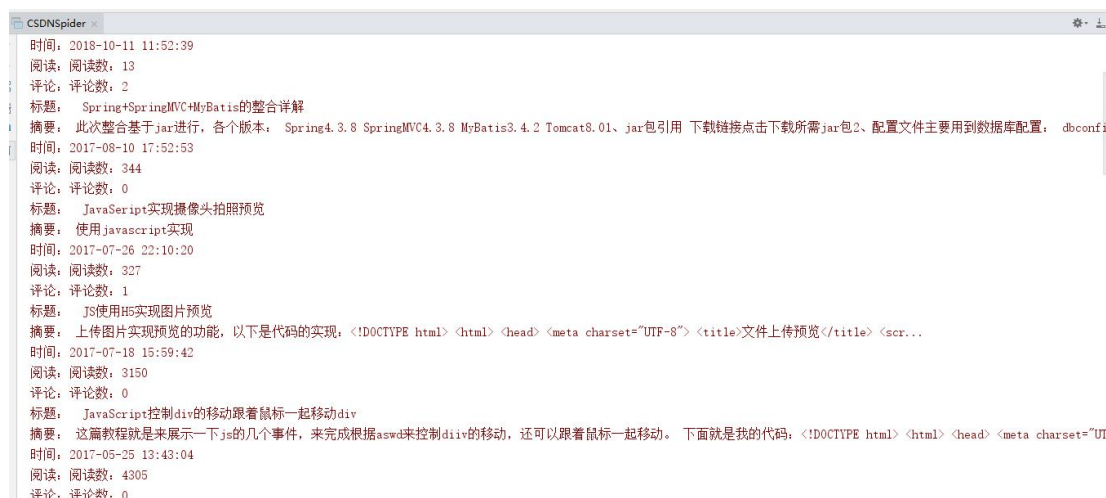 CSDNSpider
时间：2018-10-11 11:52:39
阅读：阅读数：13
评论：评论数：2
标题： Spring+SpringMVC+MyBatis的整合详解
摘要： 此次整合基于jar进行，各个版本： Spring4.3.8 SpringMVC4.3.8 MyBatis3.4.2 Tomcat8.01、jar包引用 下载链接点击下载所需jar包2、配置文件主要用到数据库配置： dbconfi
时间：2017-08-10 17:52:53
阅读：阅读数：344
评论：评论数：0
标题： JavaSeript实现摄像头拍照预览
摘要： 使用javascript实现
时间：2017-07-26 22:10:20
阅读：阅读数：327
评论：评论数：1
标题： JS使用H5实现图片预览
摘要： 上传图片实现预览的功能，以下是代码的实现：<!DOCTYPE html> <html> <head> <meta charset="UTF-8"> <title>文件上传预览</title> <scr...
时间：2017-07-18 15:59:42
阅读：阅读数：3150
评论：评论数：0
标题： JavaScript控制div的移动跟着鼠标一起移动div
摘要： 这篇教程就是来展示一下js的几个事件，来完成根据aswd来控制diiv的移动，还可以跟着鼠标一起移动。 下面就是我的代码：<!DOCTYPE html> <html> <head> <meta charset="UT
时间：2017-05-25 13:43:04
阅读：阅读数：4305
评论：评论数：0